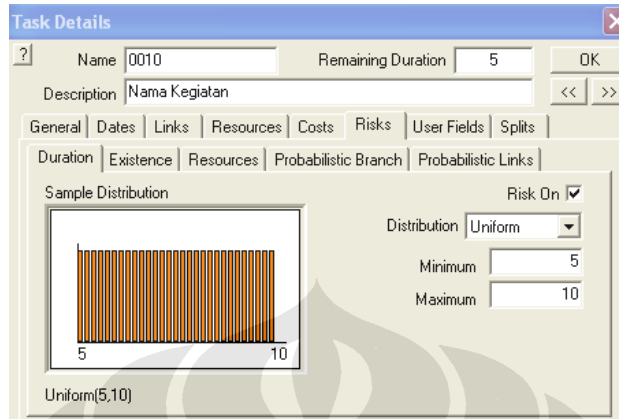 Task Details
? Name 0010 Remaining Duration 5 OK
Description Nama Kegiatan << >>
General Dates Links Resources Costs Risks User Fields Splits
Duration Existence Resources Probabilistic Branch Probabilistic Links
Sample Distribution Risk On
Distribution Uniform
Minimum 5
Maximum 10
5 10
Uniform(5,10)